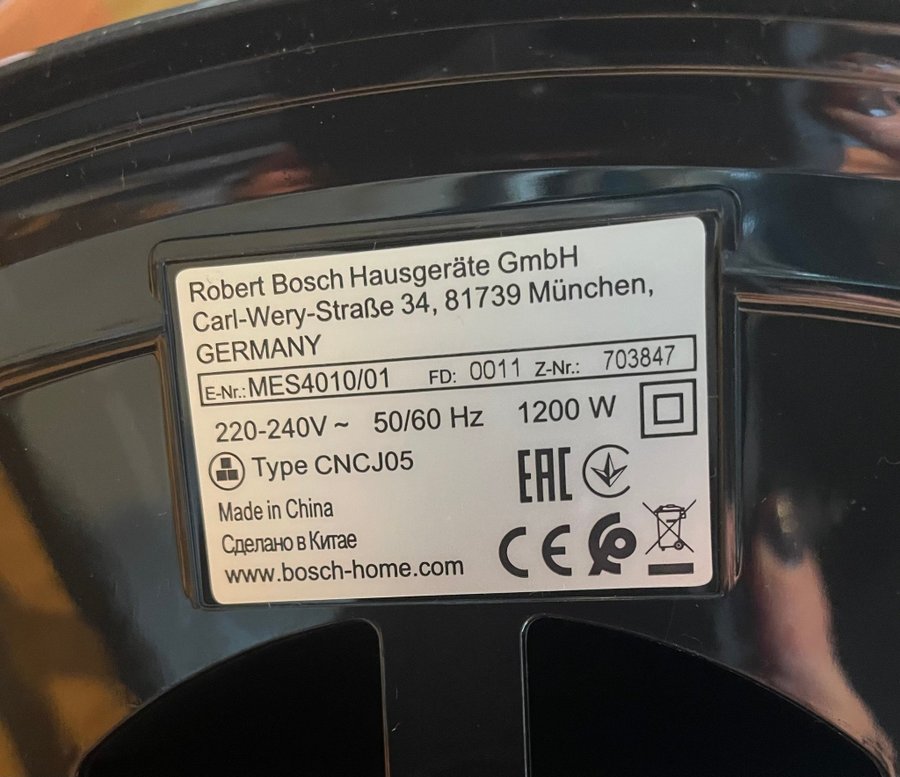 Robert Bosch Hausgeräte GmbH
Carl-Wery-Straße 34, 81739 München,
GERMANY
E-Nr.: MES4010/01 FD: 0011 Z-Nr.: 703847
220-240V ~ 50/60 Hz 1200 W
Type CNCJ05
EAC
Made in China
Сделано в Китае
CE
www.bosch-home.com